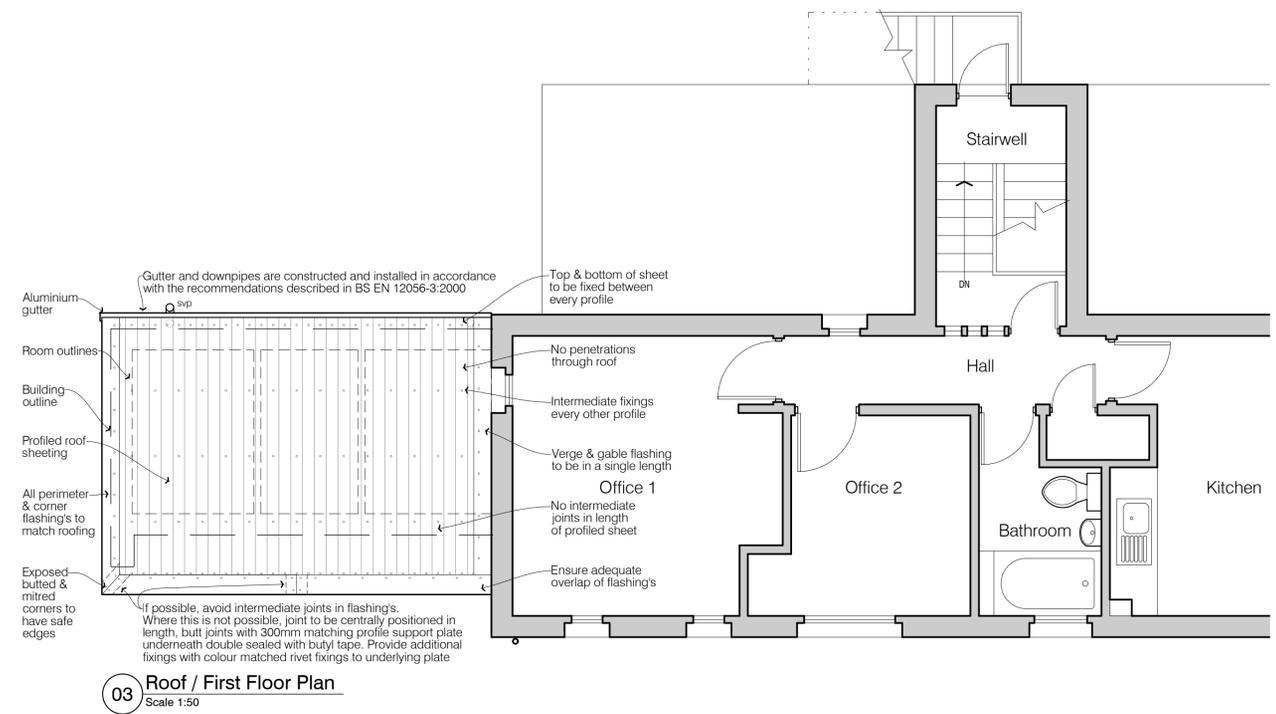 Stairwell
DN
Gutter and downpipes are constructed and installed in accordance
with the recommendations described in BS EN 12056-3:2000
svp
Aluminium
gutter
Room outlines
Building
outline
Profiled roof
sheeting
All perimeter
& corner
flashing's to
match roofing
Exposed
butted &
mitred
corners to
have safe
edges
Top & bottom of sheet
to be fixed between
every profile
No penetrations
through roof
Intermediate fixings
every other profile
Verge & gable flashing
to be in a single length
Office 1
No intermediate
joints in length
of profiled sheet
Ensure adequate
overlap of flashing's
Hall
Office 2
Bathroom
Kitchen
If possible, avoid intermediate joints in flashing's.
Where this is not possible, joint to be centrally positioned in
length, butt joints with 300mm matching profile support plate
underneath double sealed with butyl tape. Provide additional
fixings with colour matched rivet fixings to underlying plate
03
Roof / First Floor Plan
Scale 1:50